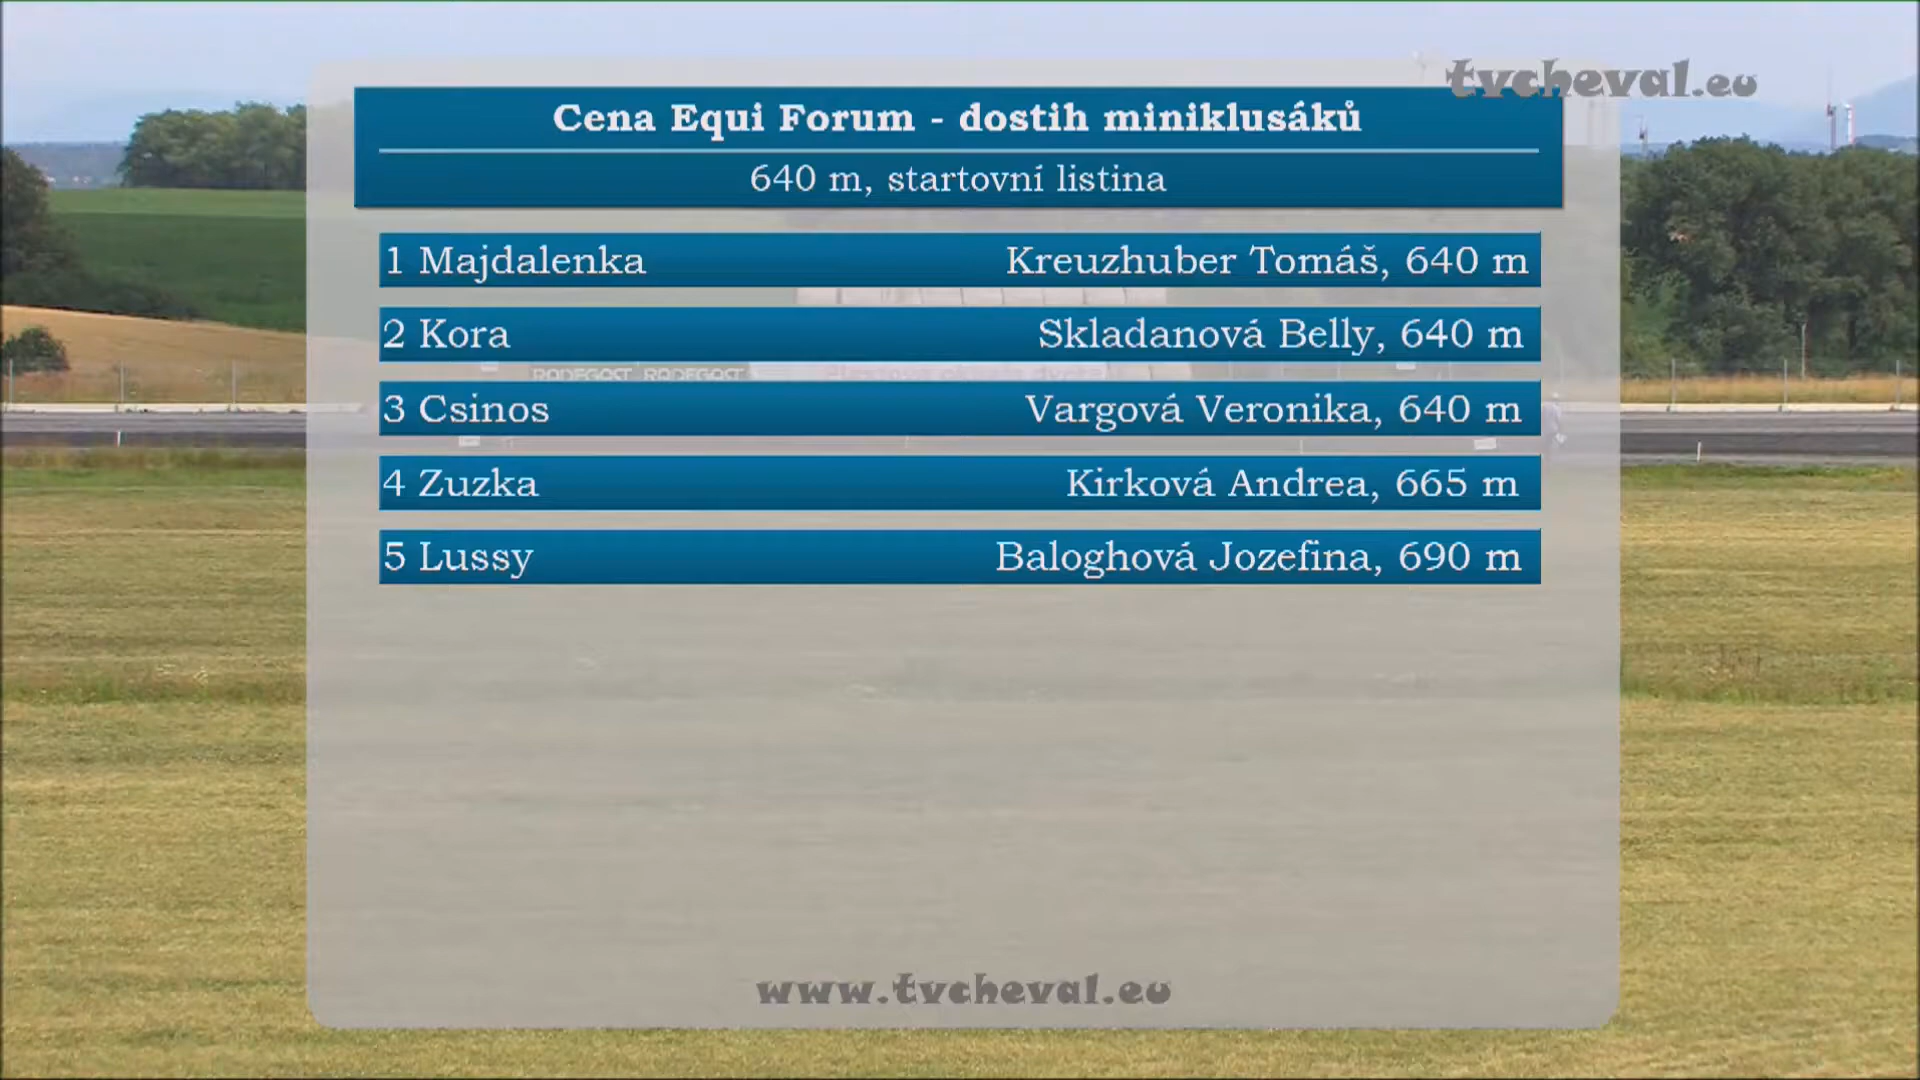 tvcheval.eu
Cena Equi Forum - dostih miniklusáků
640 m, startovní listina
1 Majdalenka Kreuzhuber Tomáš, 640 m
2 Kora Skladanová Belly, 640 m
RADEGAST RADEGAST
3 Csinos Vargová Veronika, 640 m
4 Zuzka Kirková Andrea, 665 m
5 Lussy Baloghová Jozefina, 690 m
www.tvcheval.eu